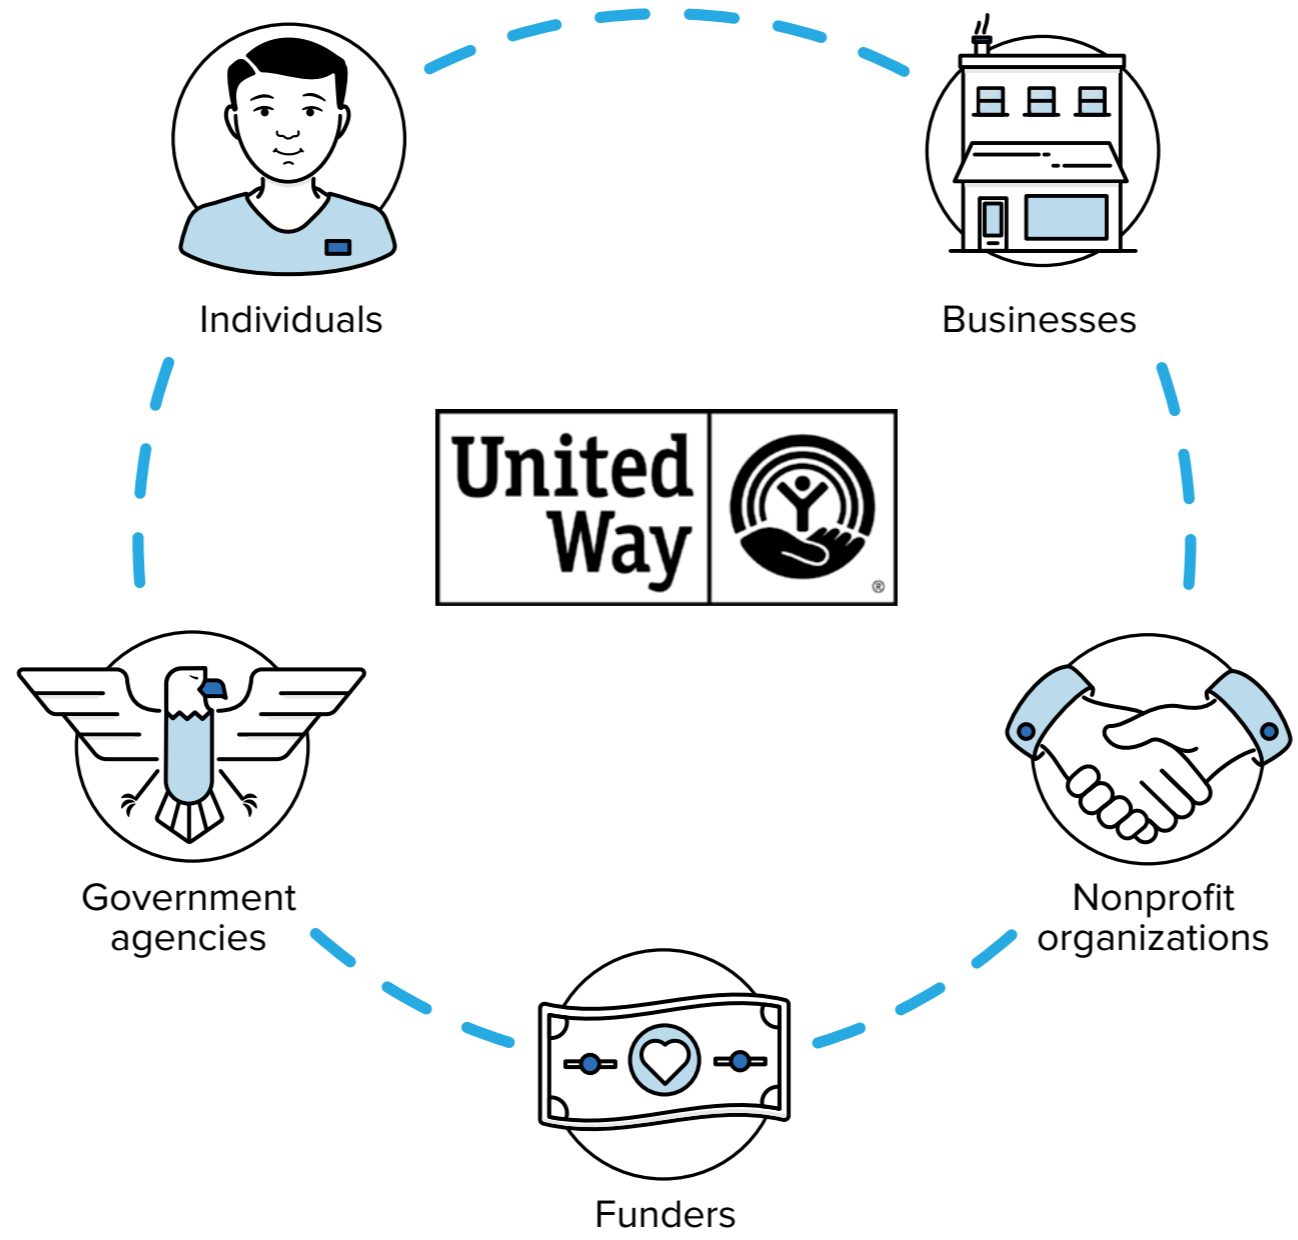 Individuals
Businesses
United
Way
®
Government
agencies
Nonprofit
organizations
Funders